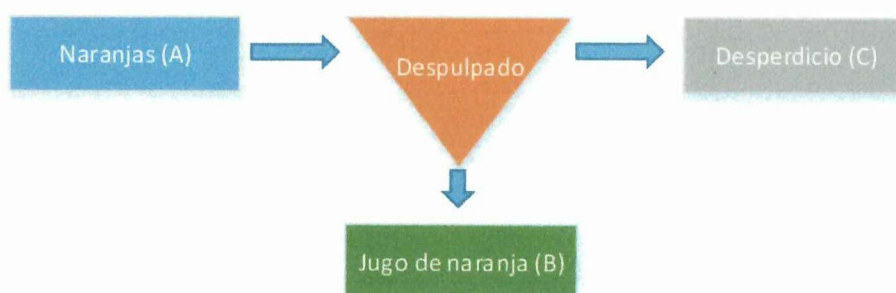 Naranjas (A)
Despulpado
Desperdicio (C)
Jugo de naranja (B)